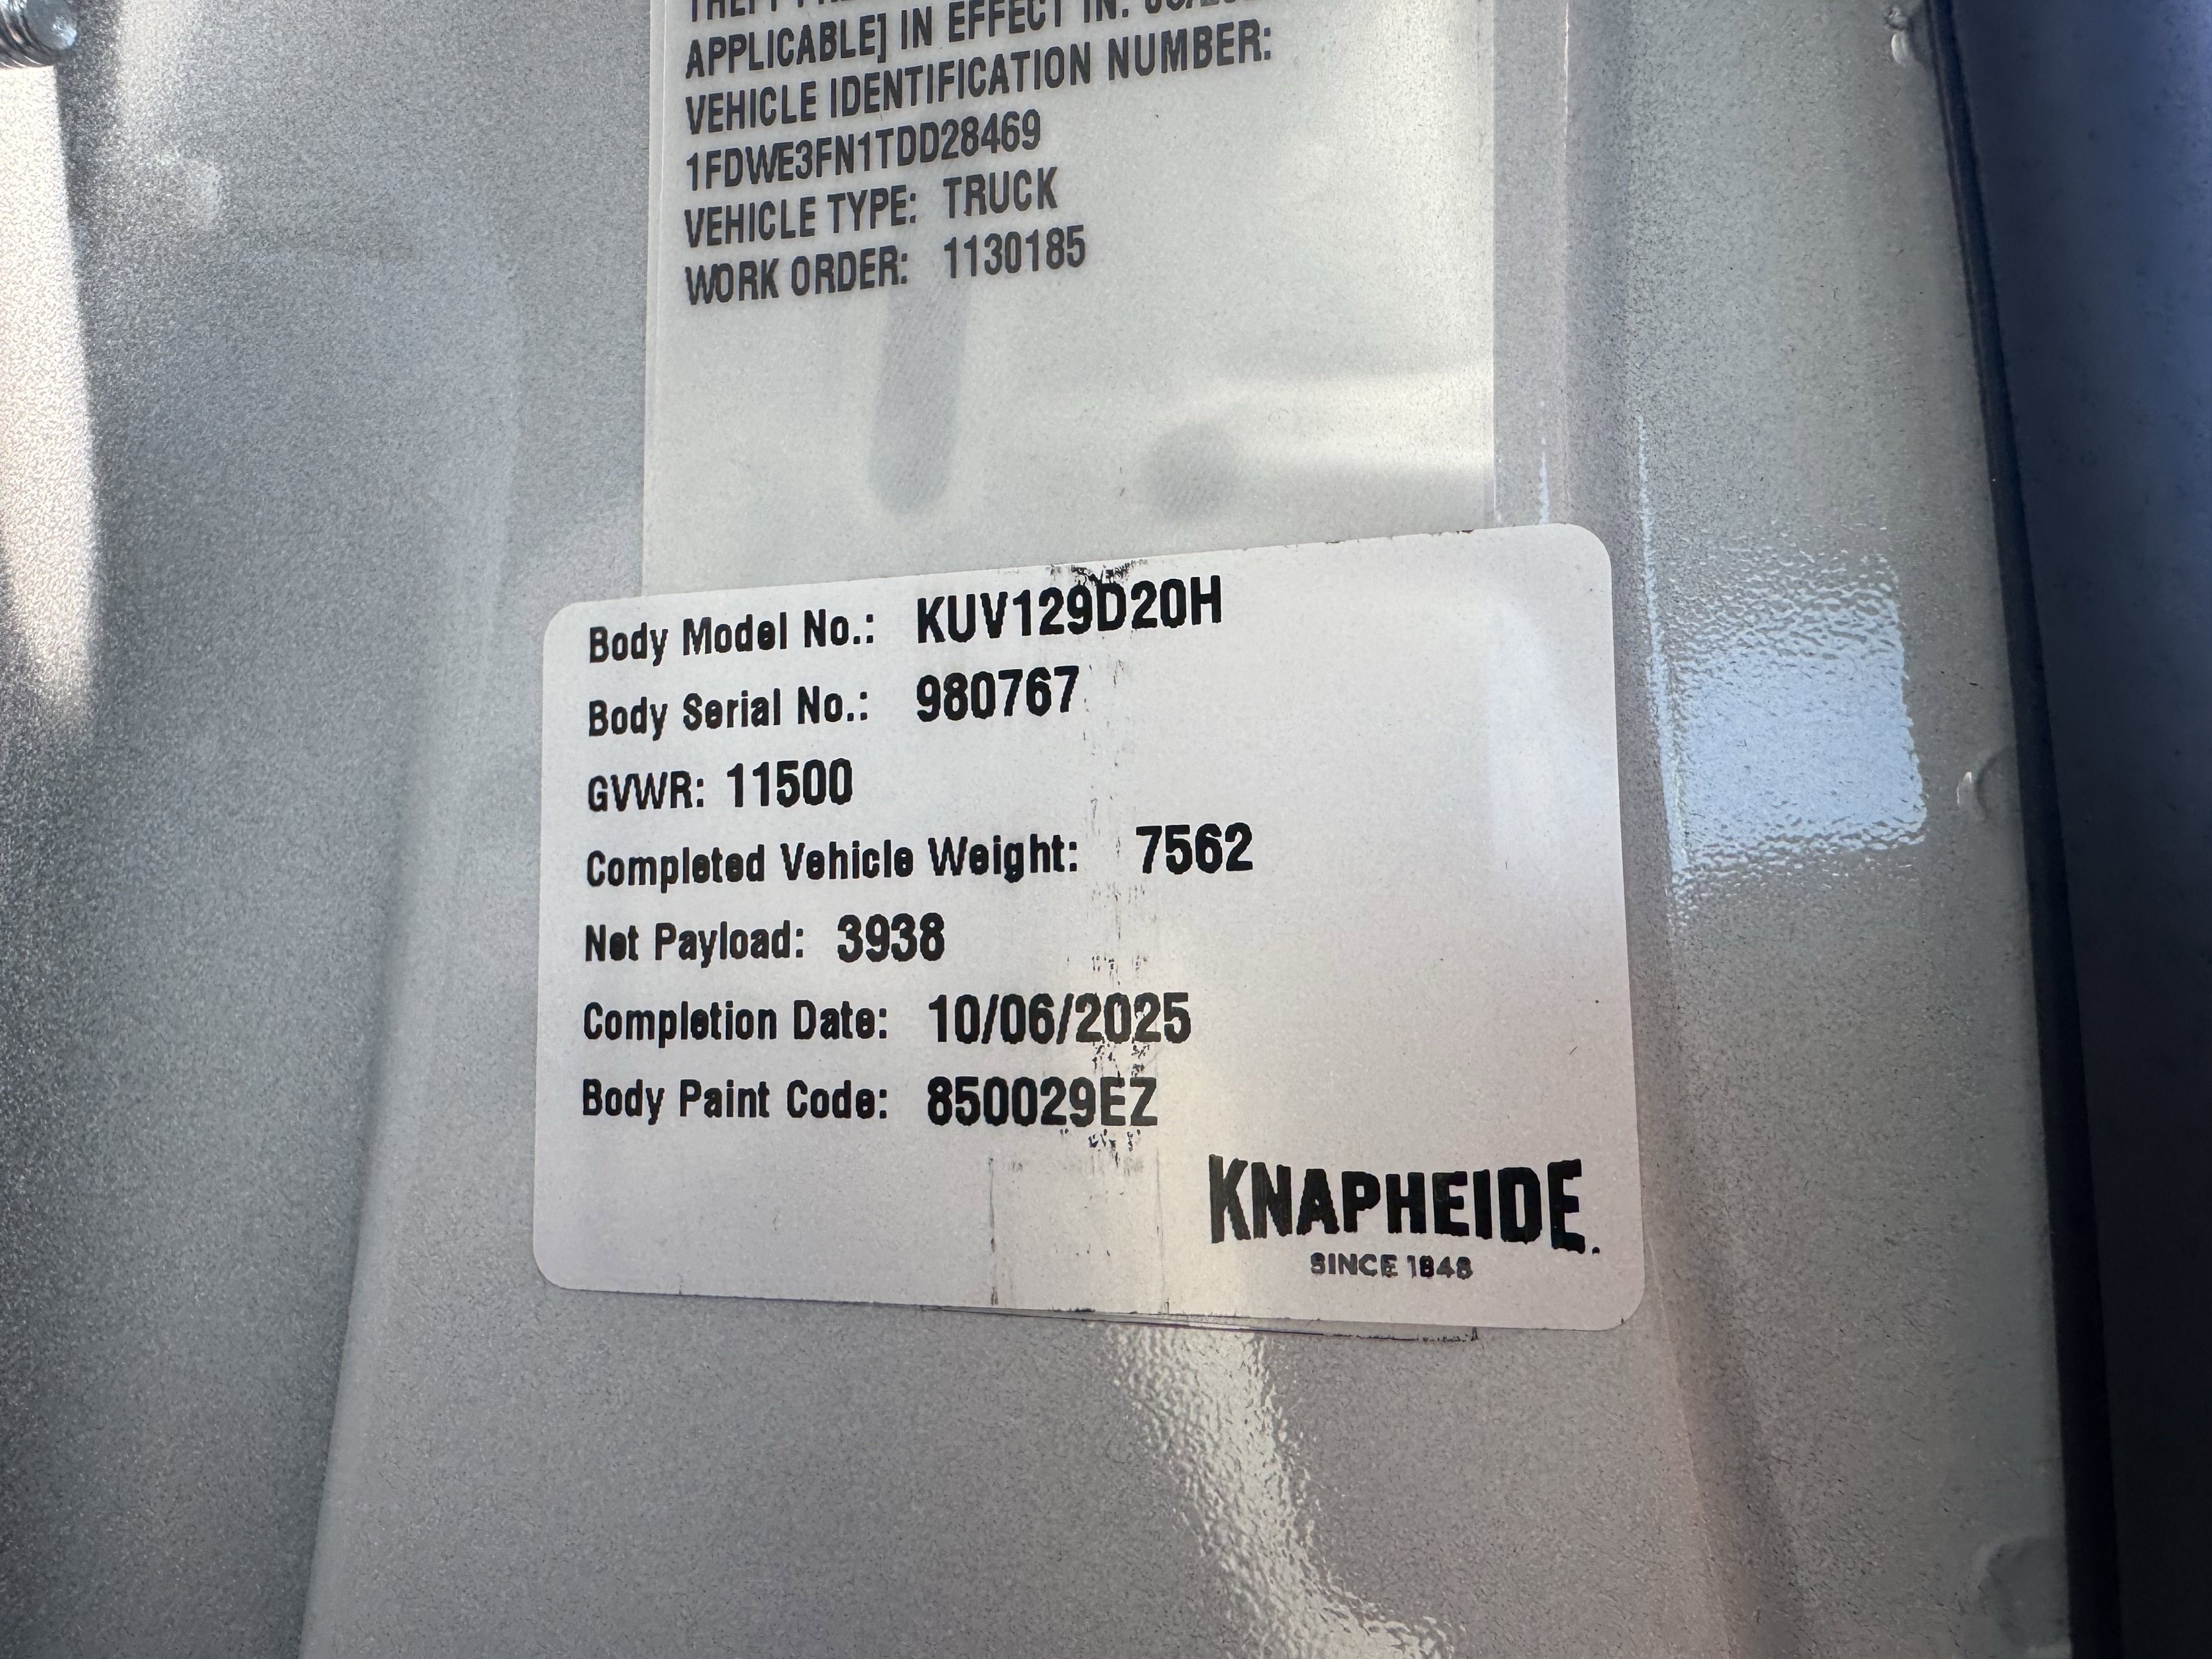 APPLICABLE] IN EFFECT IN:
VEHICLE IDENTIFICATION NUMBER:
1FDWE3FN1TDD28469
VEHICLE TYPE: TRUCK
WORK ORDER: 1130185
Body Model No.: KUV129D20H
Body Serial No.: 980767
GVWR: 11500
Completed Vehicle Weight: 7562
Net Payload: 3938
Completion Date: 10/06/2025
Body Paint Code: 850029EZ
KNAPHEIDE.
SINCE 1848